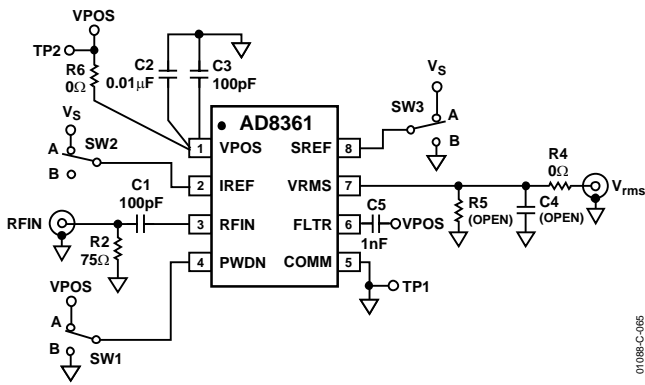 VPOS
TP2
R6
0Ω
C2
0.01μF
C3
100pF
VS
A
SW2
B
AD8361
1 VPOS
2 IREF
3 RFIN
4 PWDN
SREF 8
VRMS 7
FLTR 6
COMM 5
VS
SW3
A
B
C1
100pF
RFIN
R2
75Ω
VPOS
A
B
SW1
C5
1nF
VPOS
TP1
R4
0Ω
Vrms
R5
(OPEN)
C4
(OPEN)
01088-C-065